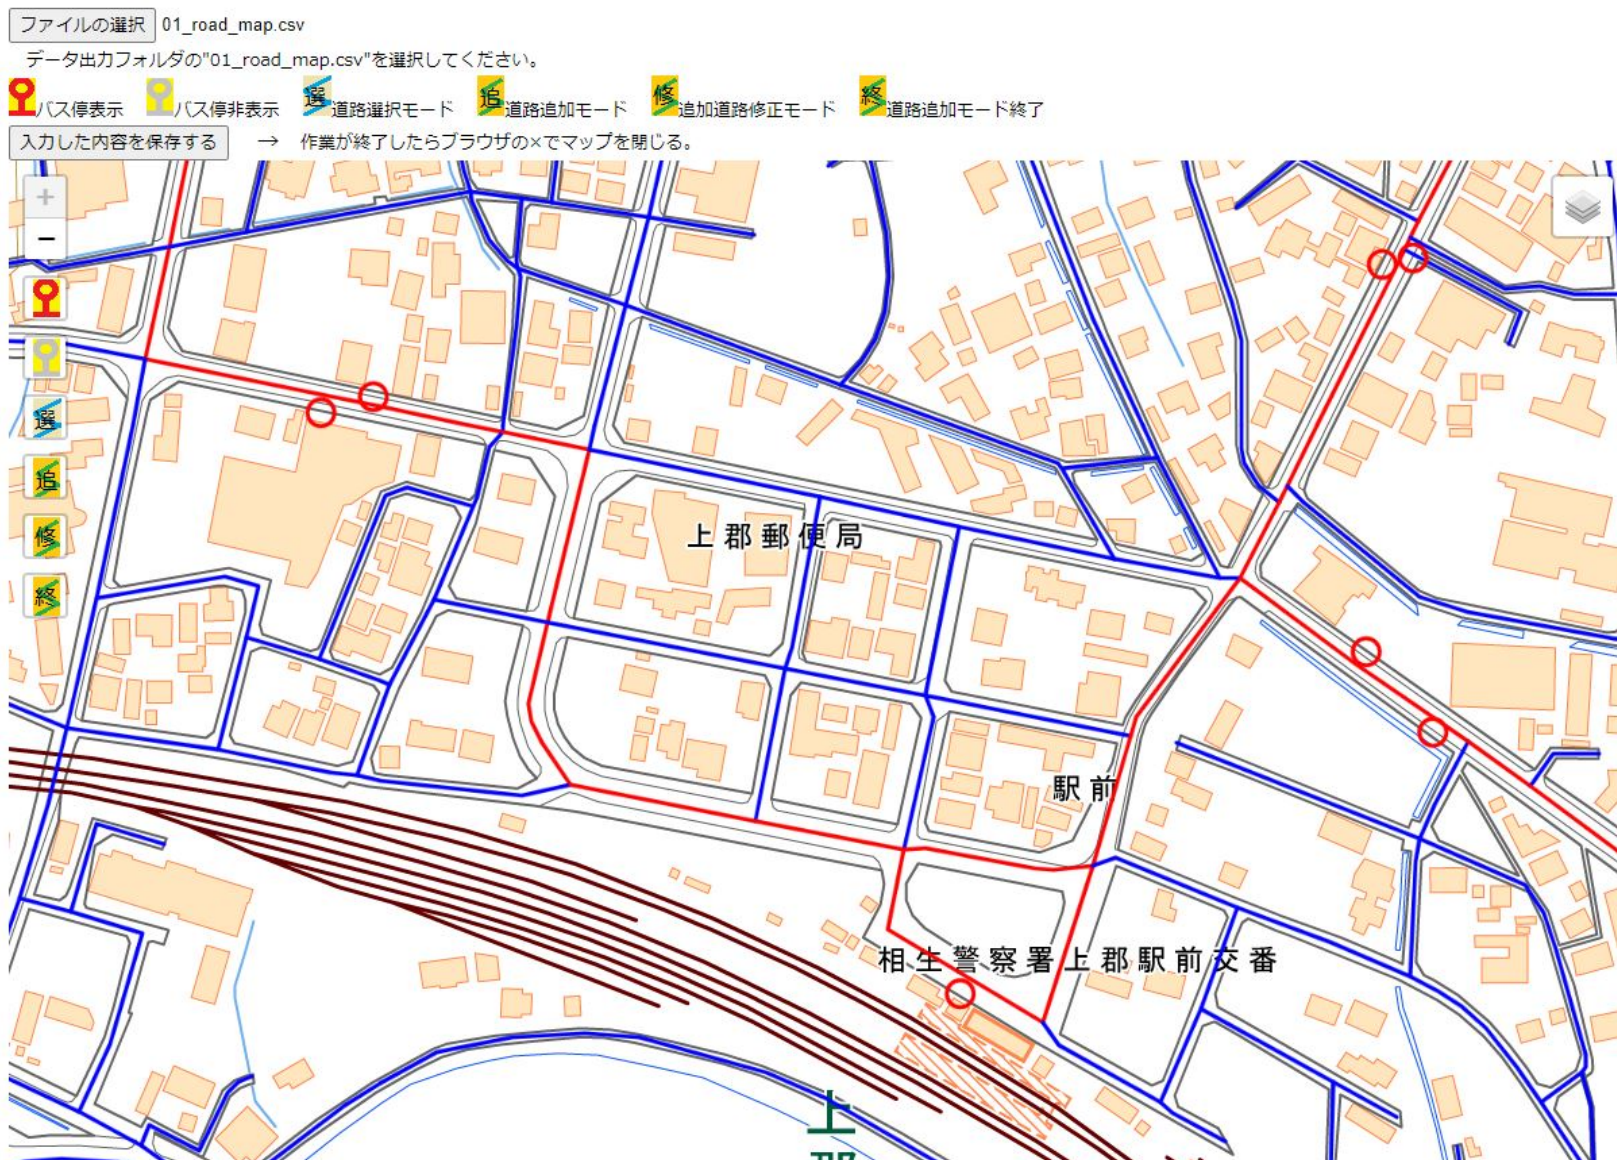 ファイルの選択 01_road_map.csv
データ出力フォルダの"01_road_map.csv"を選択してください。
バス停表示 バス停非表示 選 道路選択モード 追 道路追加モード 修 追加道路修正モード 終 道路追加モード終了
入力した内容を保存する → 作業が終了したらブラウザの×でマップを閉じる。
+
−
選
追
修
終
上郡郵便局
駅前
相生警察署上郡駅前交番
上
郡